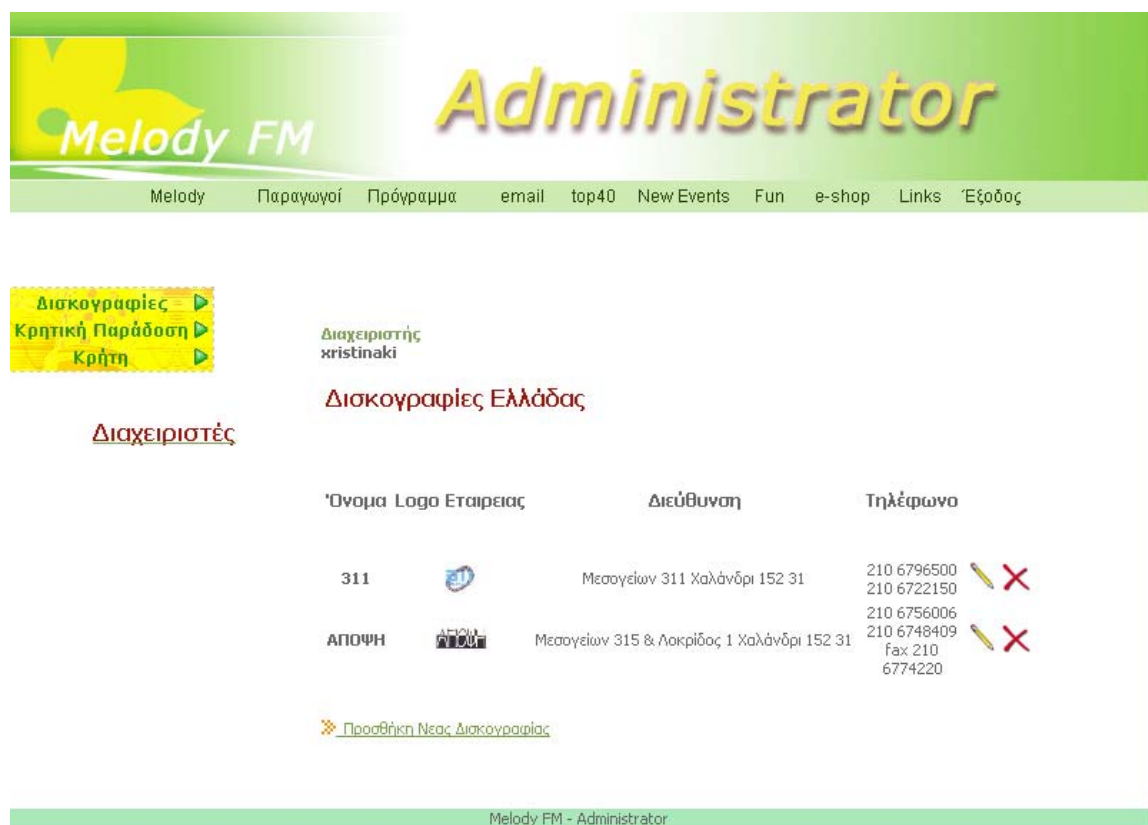 Melody FM
Administrator
Melody Παραγωγοί Πρόγραμμα email top40 New Events Fun e-shop Links Έξοδος
Δισκογραφίες
Κρητική Παράδοση
Κρήτη
Διαχειριστές
Διαχειριστής
xristinaki
Δισκογραφίες Ελλάδας
Όνομα Logo Εταιρειας Διεύθυνση Τηλέφωνο
311 Μεσογείων 311 Χαλάνδρι 152 31 210 6796500
210 6722150
ΑΠΟΨΗ ΑΠΟΨΗ Μεσογείων 315 & Λοκρίδος 1 Χαλάνδρι 152 31 210 6756006
210 6748409
fax 210
6774220
Προσθήκη Νεας Δισκογραφίας
Melody FM - Administrator